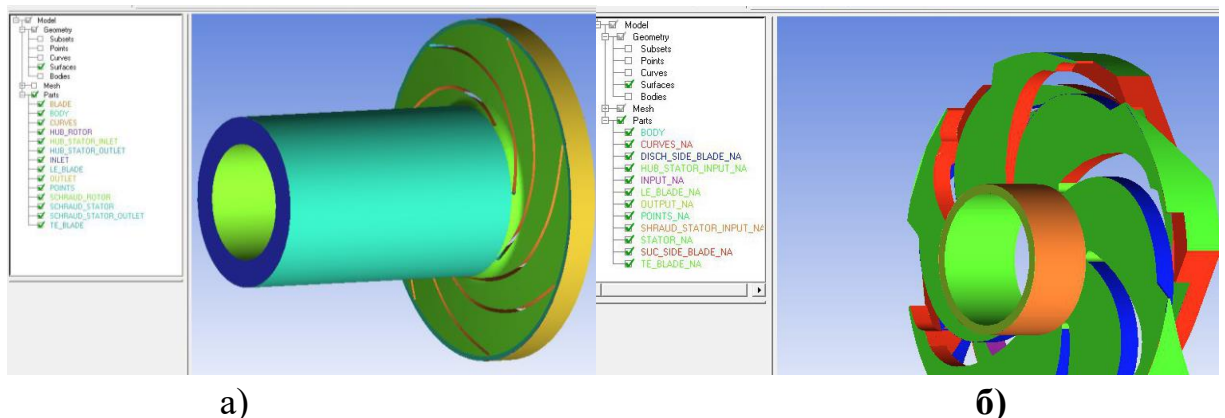 Model
Geometry
Subsets
Points
Curves
Surfaces
Bodies
Mesh
Parts
BLADE
BODY
CURVES
HUB_ROTOR
HUB_STATOR_INLET
HUB_STATOR_OUTLET
INLET
LE_BLADE
OUTLET
POINTS
SCHRAUD_ROTOR
SCHRAUD_STATOR
SCHRAUD_STATOR_OUTLET
TE_BLADE
Model
Geometry
Subsets
Points
Curves
Surfaces
Bodies
Mesh
Parts
BODY
CURVES_NA
DISCH_SIDE_BLADE_NA
HUB_STATOR_INPUT_NA
INPUT_NA
LE_BLADE_NA
OUTPUT_NA
POINTS_NA
SHRAUD_STATOR_INPUT_NA
STATOR_NA
SUC_SIDE_BLADE_NA
TE_BLADE_NA
а)
б)